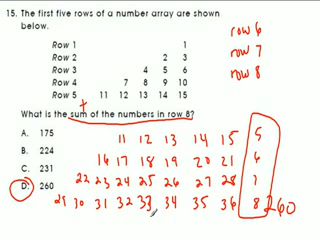 15. The first five rows of a number array are shown below.
row 6
row 7
row 8
Row 1 1
Row 2 2 3
Row 3 4 5 6
Row 4 7 8 9 10
Row 5 11 12 13 14 15
What is the sum of the numbers in row 8?
A. 175
B. 224
C. 231
D. 260
11 12 13 14 15 5
16 17 18 19 20 21 6
22 23 24 25 26 27 28 7
29 30 31 32 33 34 35 36 8 260